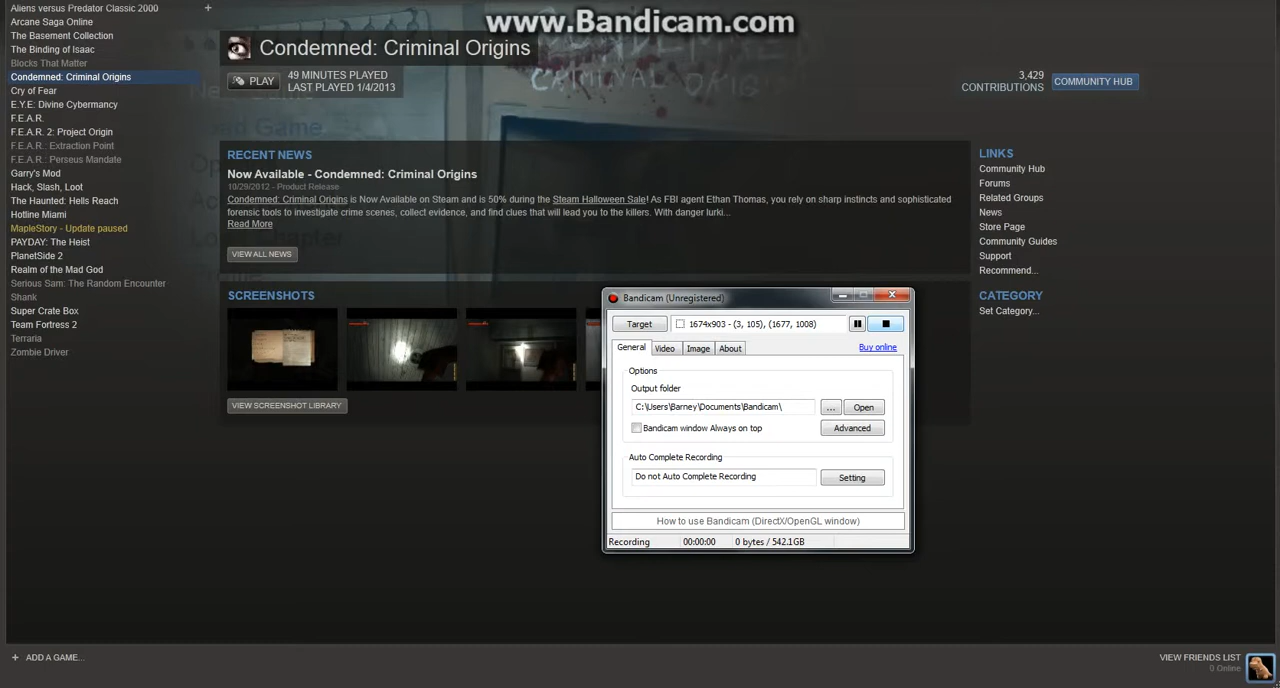 www.Bandicam.com
Aliens versus Predator Classic 2000
Arcane Saga Online
The Basement Collection
The Binding of Isaac
Blocks That Matter
Condemned: Criminal Origins
Cry of Fear
E.Y.E: Divine Cybermancy
F.E.A.R.
F.E.A.R. 2: Project Origin
F.E.A.R.: Extraction Point
F.E.A.R.: Perseus Mandate
Garry's Mod
Hack, Slash, Loot
The Haunted: Hells Reach
Hotline Miami
MapleStory - Update paused
PAYDAY: The Heist
PlanetSide 2
Realm of the Mad God
Serious Sam: The Random Encounter
Shank
Super Crate Box
Team Fortress 2
Terraria
Zombie Driver
+
Condemned: Criminal Origins
CRIMINAL ORIGINS
PLAY
49 MINUTES PLAYED
LAST PLAYED 1/4/2013
3,429
CONTRIBUTIONS
COMMUNITY HUB
RECENT NEWS
Now Available - Condemned: Criminal Origins
10/29/2012 - Product Release
Condemned: Criminal Origins is Now Available on Steam and is 50% during the Steam Halloween Sale! As FBI agent Ethan Thomas, you rely on sharp instincts and sophisticated
forensic tools to investigate crime scenes, collect evidence, and find clues that will lead you to the killers. With danger lurki...
Read More
VIEW ALL NEWS
SCREENSHOTS
VIEW SCREENSHOT LIBRARY
LINKS
Community Hub
Forums
Related Groups
News
Store Page
Community Guides
Support
Recommend...
CATEGORY
Set Category...
Bandicam (Unregistered)
Target
1674x903 - (3, 105), (1677, 1008)
General
Video
Image
About
Buy online
Options
Output folder
C:\Users\Barney\Documents\Bandicam\
...
Open
Bandicam window Always on top
Advanced
Auto Complete Recording
Do not Auto Complete Recording
Setting
How to use Bandicam (DirectX/OpenGL window)
Recording
00:00:00
0 bytes / 542.1GB
+ ADD A GAME...
VIEW FRIENDS LIST
0 Online